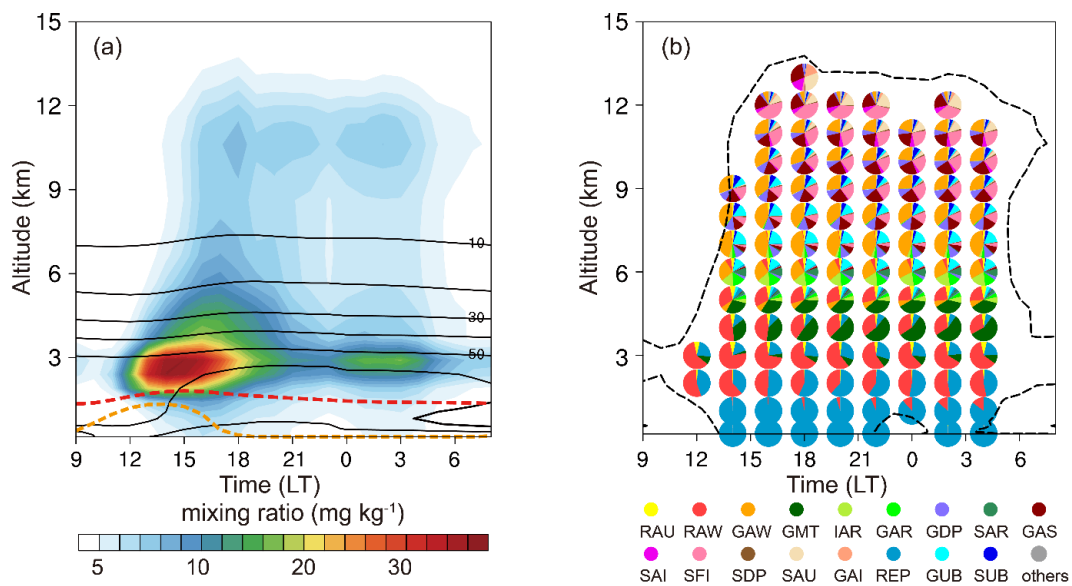 (a)
15
12
9
6
3
Altitude (km)
10
30
50
9 12 15 18 21 0 3 6
Time (LT)
mixing ratio (mg kg⁻¹)
5 10 20 30
(b)
15
12
9
6
3
Altitude (km)
9 12 15 18 21 0 3 6 9
Time (LT)
RAU RAW GAW GMT IAR GAR GDP SAR GAS
SAI SFI SDP SAU GAI REP GUB SUB others